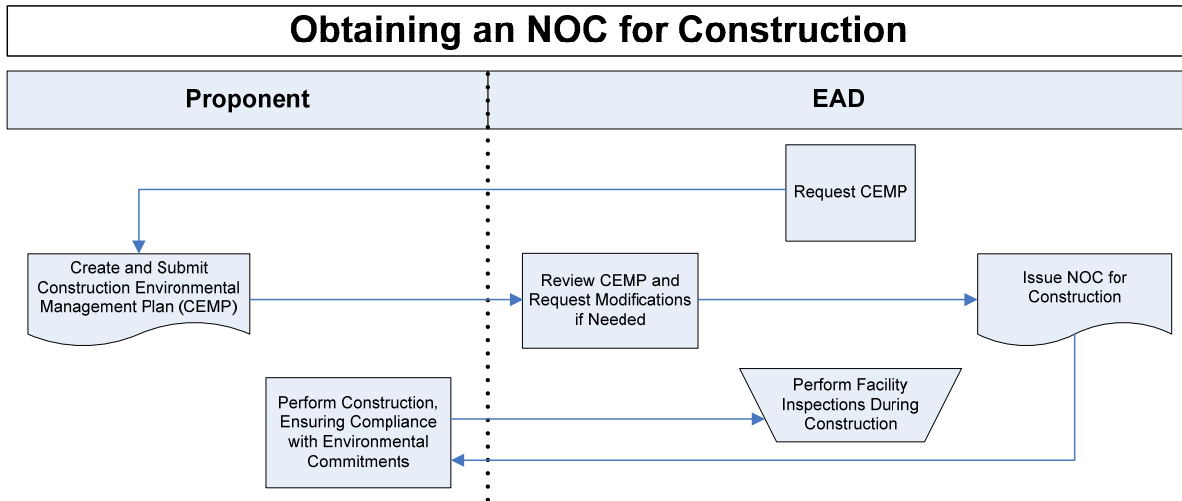 Obtaining an NOC for Construction
Proponent
EAD
Request CEMP
Create and Submit
Construction Environmental
Management Plan (CEMP)
Review CEMP and
Request Modifications
if Needed
Issue NOC for
Construction
Perform Construction,
Ensuring Compliance
with Environmental
Commitments
Perform Facility
Inspections During
Construction